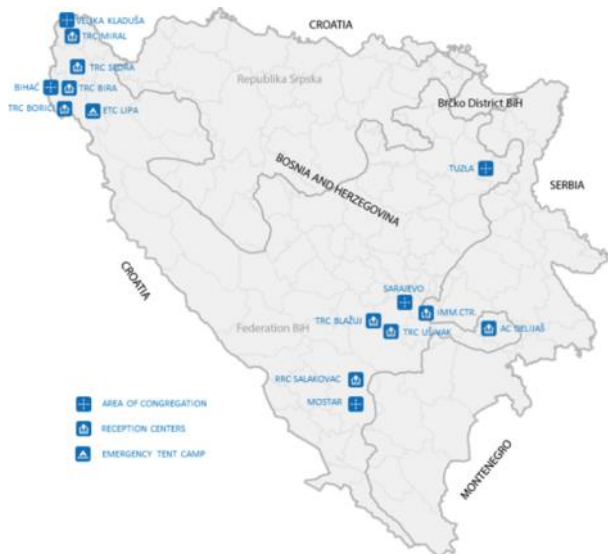 CROATIA
VELIKA KLADUŠA
TRC MIRAL
TRC SEDRA
Republika Srpska
BIHAĆ
TRC BIRA
TRC BORIĆI
ETC LIPA
Brčko District BiH
BOSNIA AND HERZEGOVINA
TUZLA
SERBIA
CROATIA
SARAJEVO
IMM.CTR.
TRC BLAŽUJ
TRC UŠIVAK
AC DELIJAŠ
Federation BiH
RRC SALAKOVAC
MOSTAR
AREA OF CONGREGATION
RECEPTION CENTERS
EMERGENCY TENT CAMP
MONTENEGRO